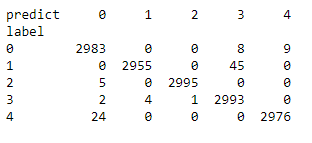 predict 0 1 2 3 4
label
0 2983 0 0 8 9
1 0 2955 0 45 0
2 5 0 2995 0 0
3 2 4 1 2993 0
4 24 0 0 0 2976